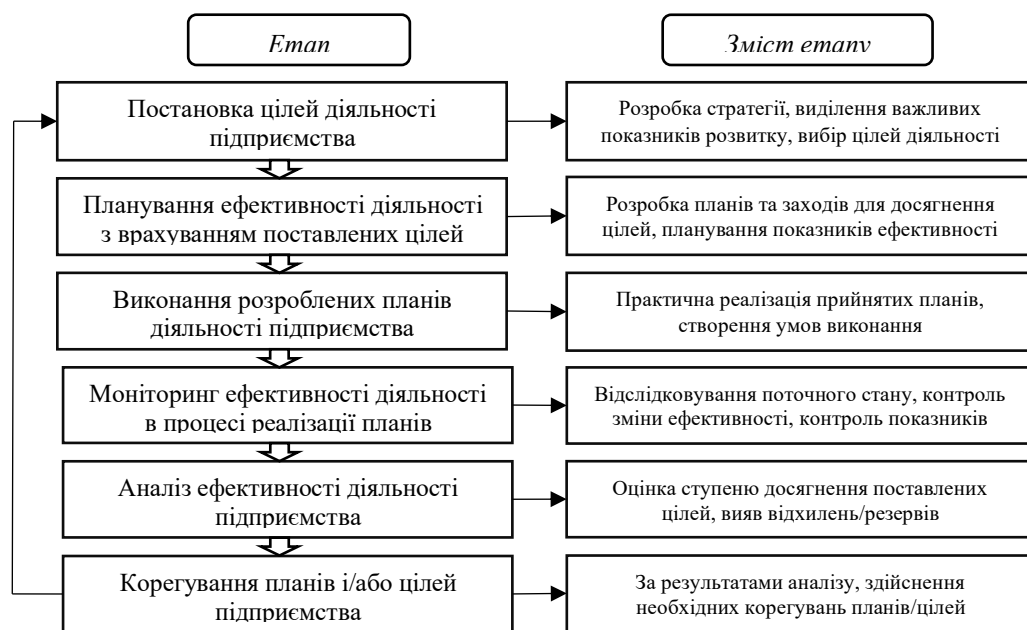 Етап
Зміст етапу
Постановка цілей діяльності
підприємства
Розробка стратегії, виділення важливих
показників розвитку, вибір цілей діяльності
Планування ефективності діяльності
з врахуванням поставлених цілей
Розробка планів та заходів для досягнення
цілей, планування показників ефективності
Виконання розроблених планів
діяльності підприємства
Практична реалізація прийнятих планів,
створення умов виконання
Моніторинг ефективності діяльності
в процесі реалізації планів
Відслідковування поточного стану, контроль
зміни ефективності, контроль показників
Аналіз ефективності діяльності
підприємства
Оцінка ступеню досягнення поставлених
цілей, вияв відхилень/резервів
Корегування планів і/або цілей
підприємства
За результатами аналізу, здійснення
необхідних корегувань планів/цілей